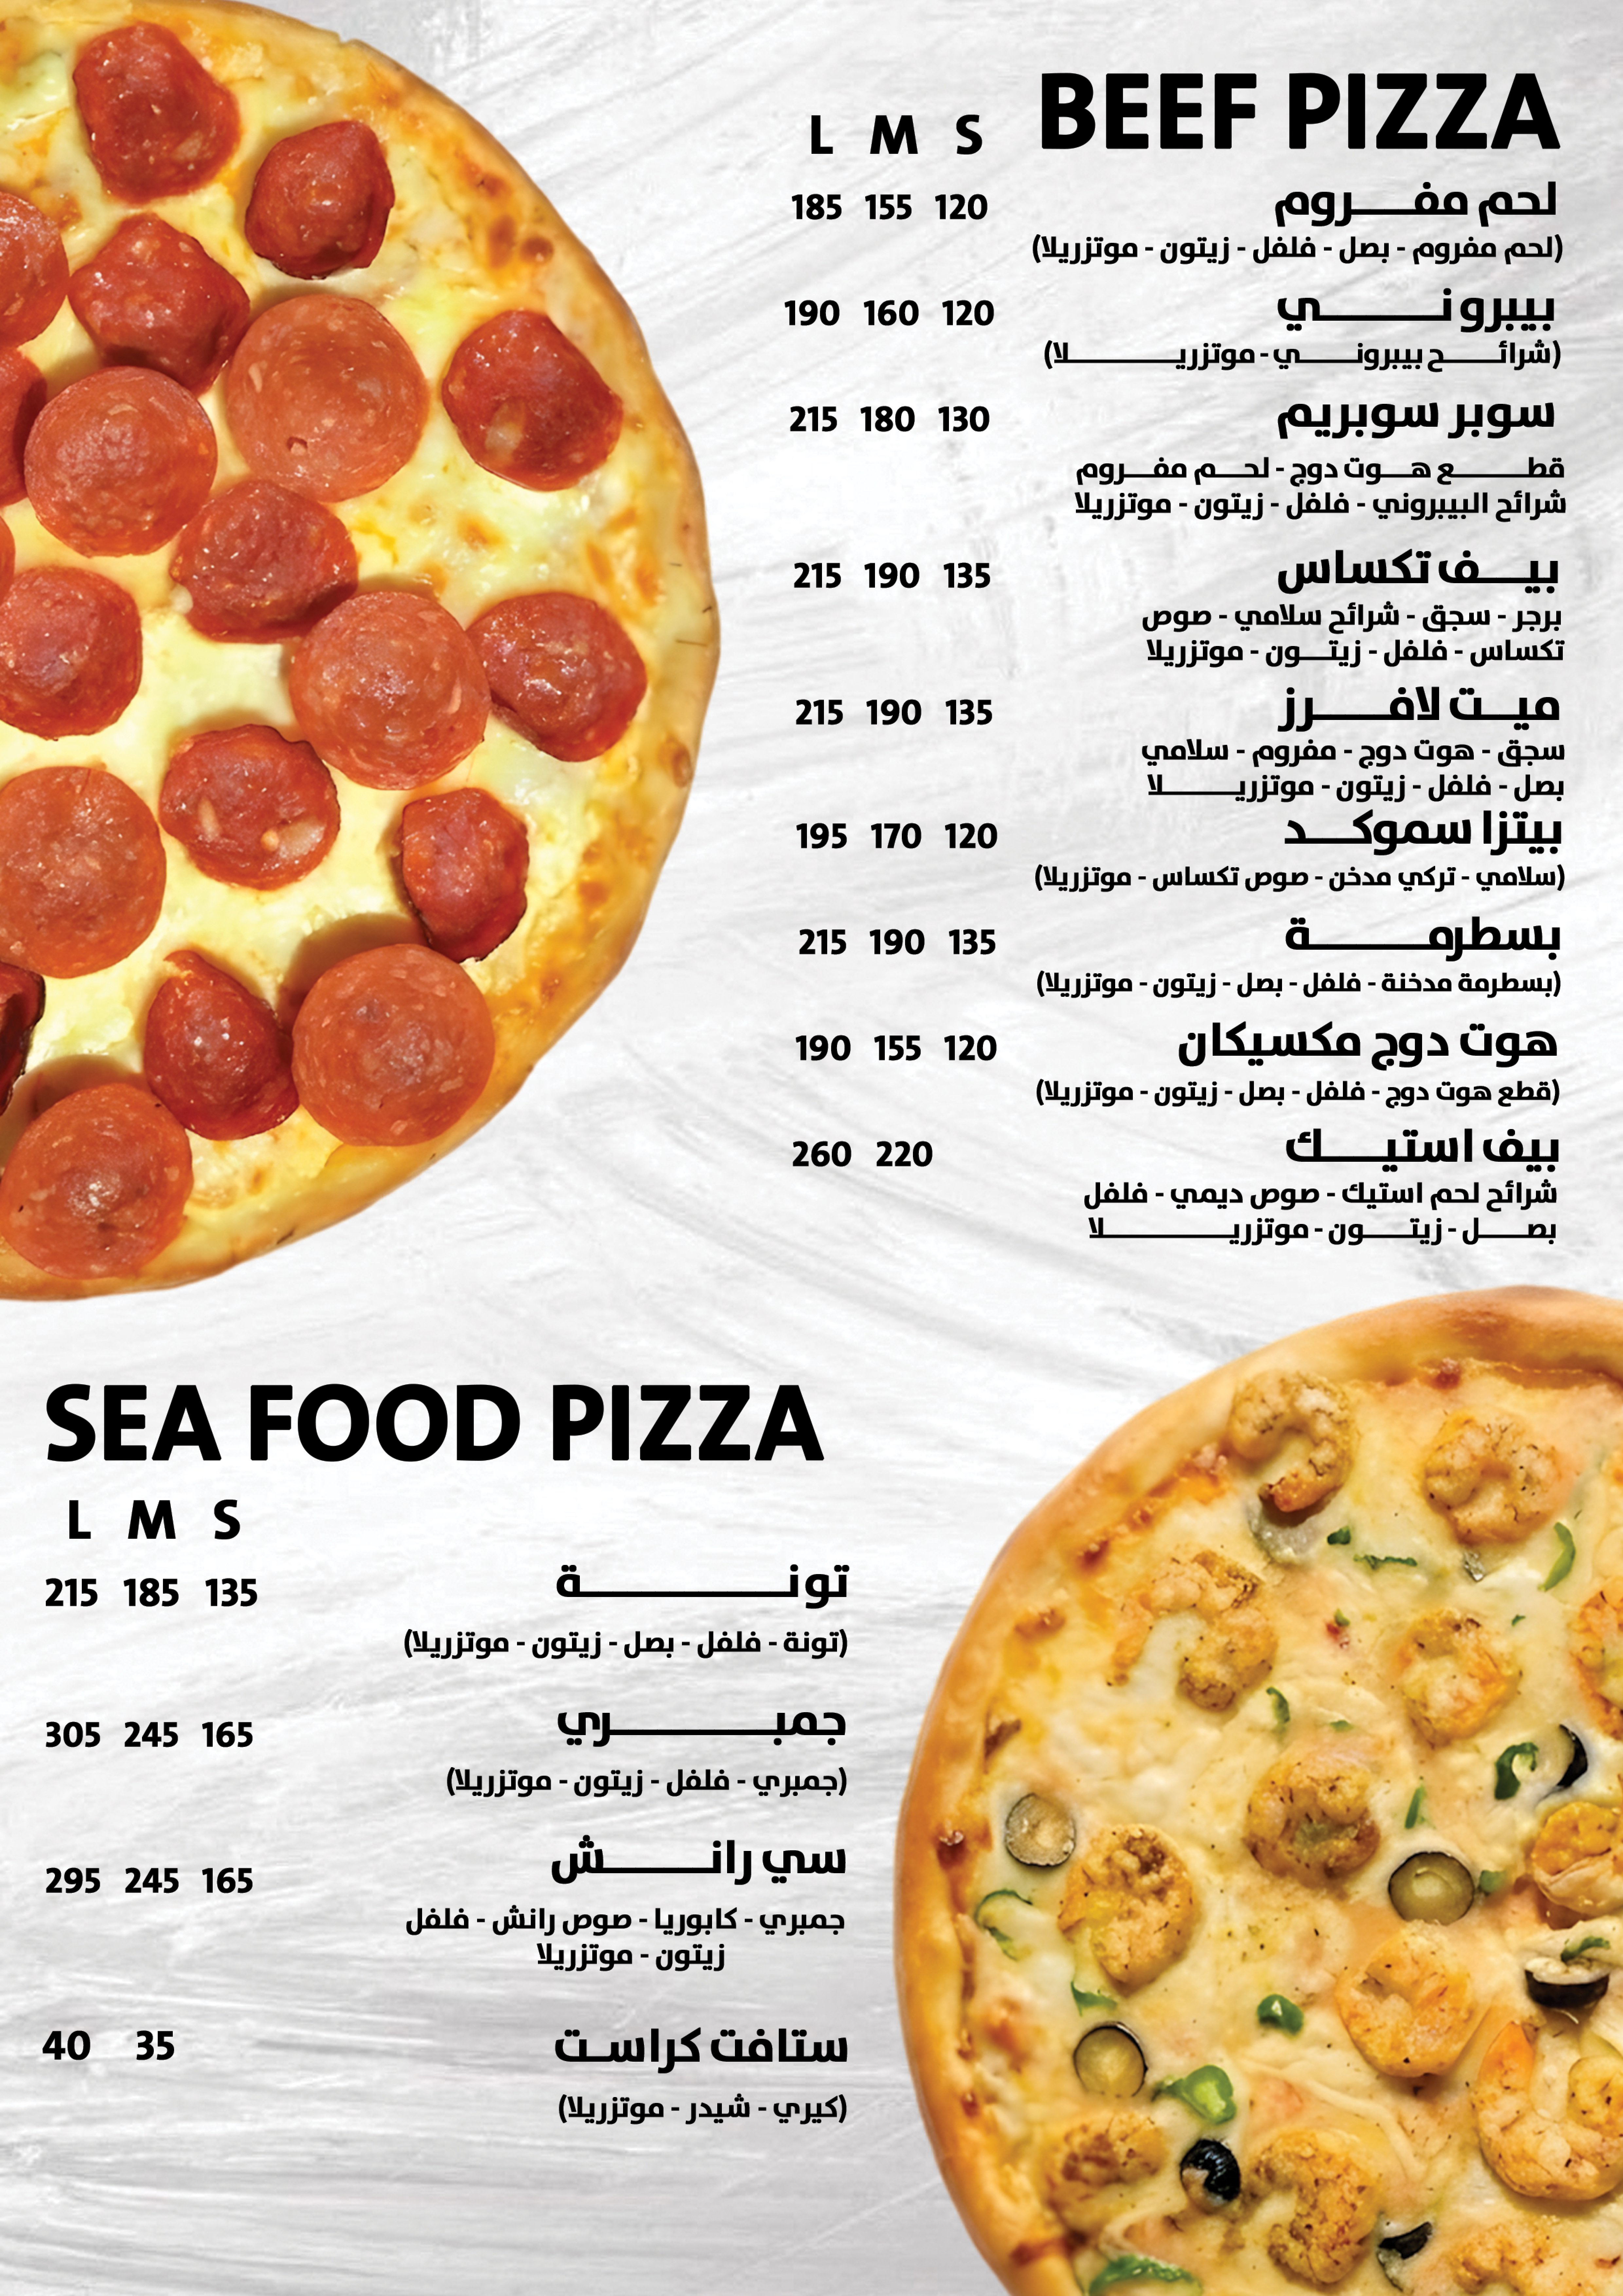 BEEF PIZZA
L M S
لحم مفروم
185 155 120
(لحم مفروم - بصل - فلفل - زيتون - موتزريلا)
بيبروني
190 160 120
(شرائح بيبروني - موتزريلا)
سوبر سوبريم
215 180 130
قطع هوت دوج - لحم مفروم
شرائح البيبروني - فلفل - زيتون - موتزريلا
بيف تكساس
215 190 135
برجر - سجق - شرائح سلامي - صوص
تكساس - فلفل - زيتون - موتزريلا
ميت لافرز
215 190 135
سجق - هوت دوج - مفروم - سلامي
بصل - فلفل - زيتون - موتزريلا
بيتزا سموكد
195 170 120
(سلامي - تركي مدخن - صوص تكساس - موتزريلا)
بسطرمة
215 190 135
(بسطرمة مدخنة - فلفل - بصل - زيتون - موتزريلا)
هوت دوج مكسيكان
190 155 120
(قطع هوت دوج - فلفل - بصل - زيتون - موتزريلا)
بيف استيك
260 220
شرائح لحم استيك - صوص ديمي - فلفل
بصل - زيتون - موتزريلا
SEA FOOD PIZZA
L M S
تونة
215 185 135
(تونة - فلفل - بصل - زيتون - موتزريلا)
جمبري
305 245 165
(جمبري - فلفل - زيتون - موتزريلا)
سي رانش
295 245 165
جمبري - كابوريا - صوص رانش - فلفل
زيتون - موتزريلا
ستافت كراست
40 35
(كيري - شيدر - موتزريلا)